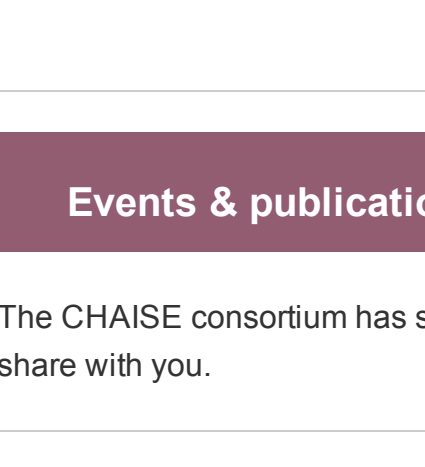 Events & publicatio
The CHAISE consortium has s
share with you.